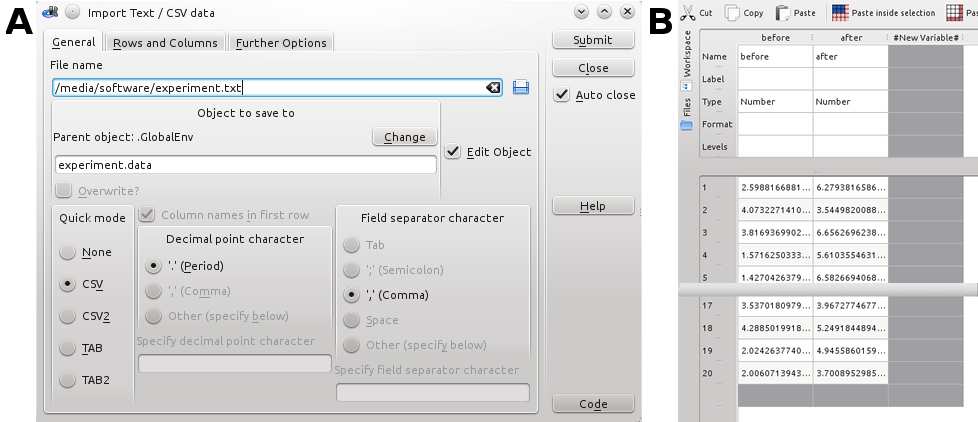 A
Import Text / CSV data
General
Rows and Columns
Further Options
File name
/media/software/experiment.txt
Object to save to
Parent object: .GlobalEnv
Change
experiment.data
Edit Object
Overwrite?
Quick mode
None
CSV
CSV2
TAB
TAB2
Column names in first row
Decimal point character
'.' (Period)
',' (Comma)
Other (specify below)
Specify decimal point character
Field separator character
Tab
';' (Semicolon)
',' (Comma)
Space
Other (specify below)
Specify field separator character
Submit
Close
Auto close
Help
Code
B
Cut Copy Paste Paste inside selection Pas
Workspace
Files
before after #New Variable#
Name before after
Label
Type Number Number
Format
Levels
...
1 2.5988166881... 6.2793816586...
2 4.0732271410... 3.5449820088...
3 3.8169369902... 6.6562696238...
4 1.5716250333... 5.6103554631...
5 1.4270426379... 6.5826694068...
17 3.5370180979... 3.9672774677...
18 4.2885019918... 5.2491844894...
19 2.0242637740... 4.9455860159...
20 2.0060713943... 3.7008952985...